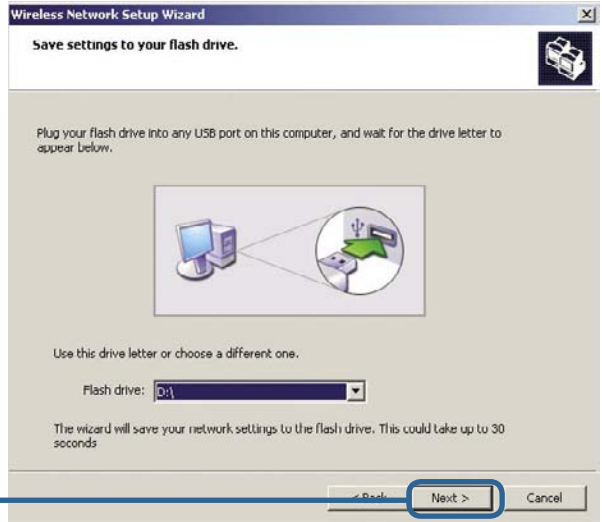 Wireless Network Setup Wizard
Save settings to your flash drive.
Plug your flash drive into any USB port on this computer, and wait for the drive letter to
appear below.
Use this drive letter or choose a different one.
Flash drive: D:\
The wizard will save your network settings to the flash drive. This could take up to 30
seconds
< Back Next > Cancel